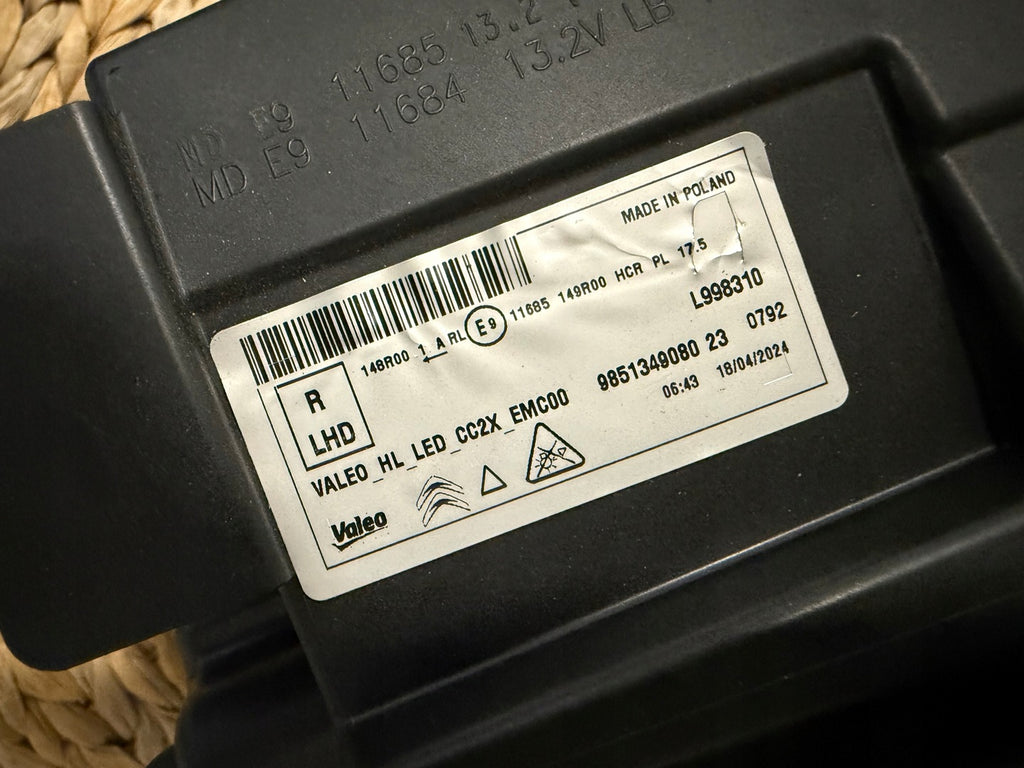 MD E9 11685 13.2
MD E9 11684 13.2V LB
MADE IN POLAND
148R00 1 A RL E9 11685 149R00 HCR PL 17.5
L998310
R
LHD
9851349080 23 0792
06:43 18/04/2024
VALEO_HL_LED_CC2X_EMC00
Valeo